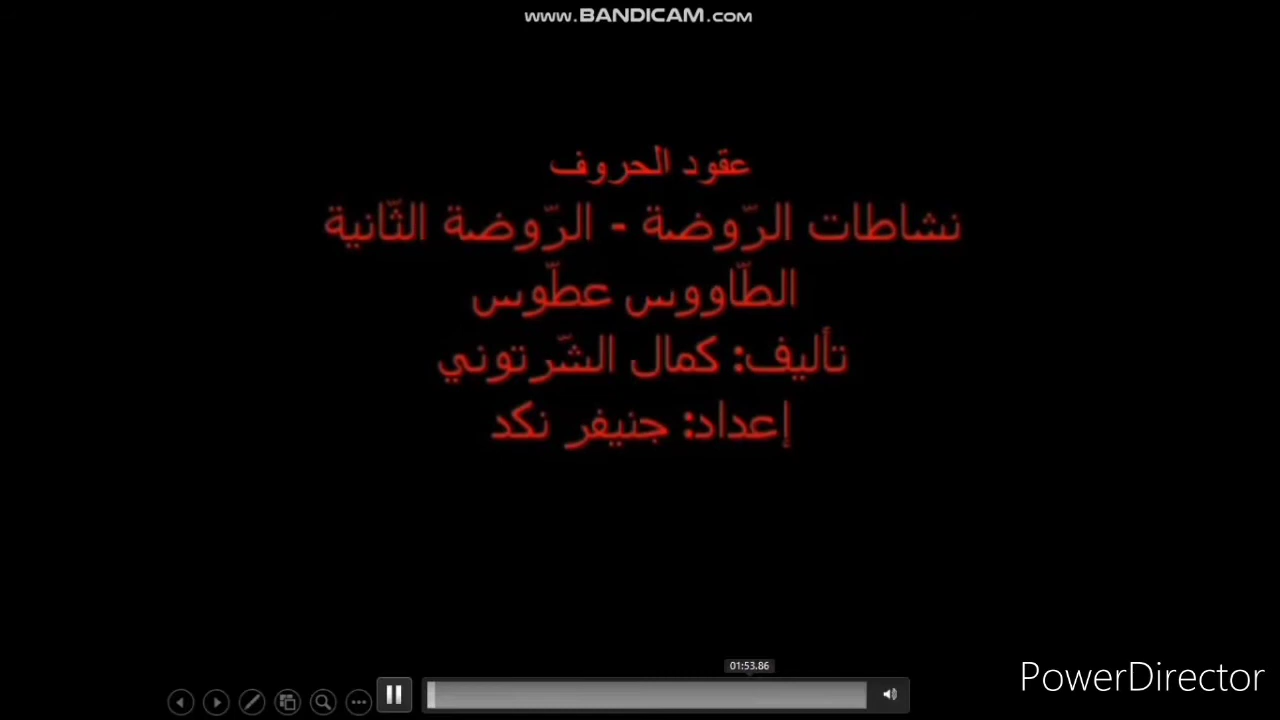 www.BANDICAM.com
عقود الحروف
نشاطات الرّوضة - الرّوضة الثّانية
الطّاووس عطّوس
تأليف: كمال الشّرتوني
إعداد: جنيفر نكد
01:53.86
PowerDirector